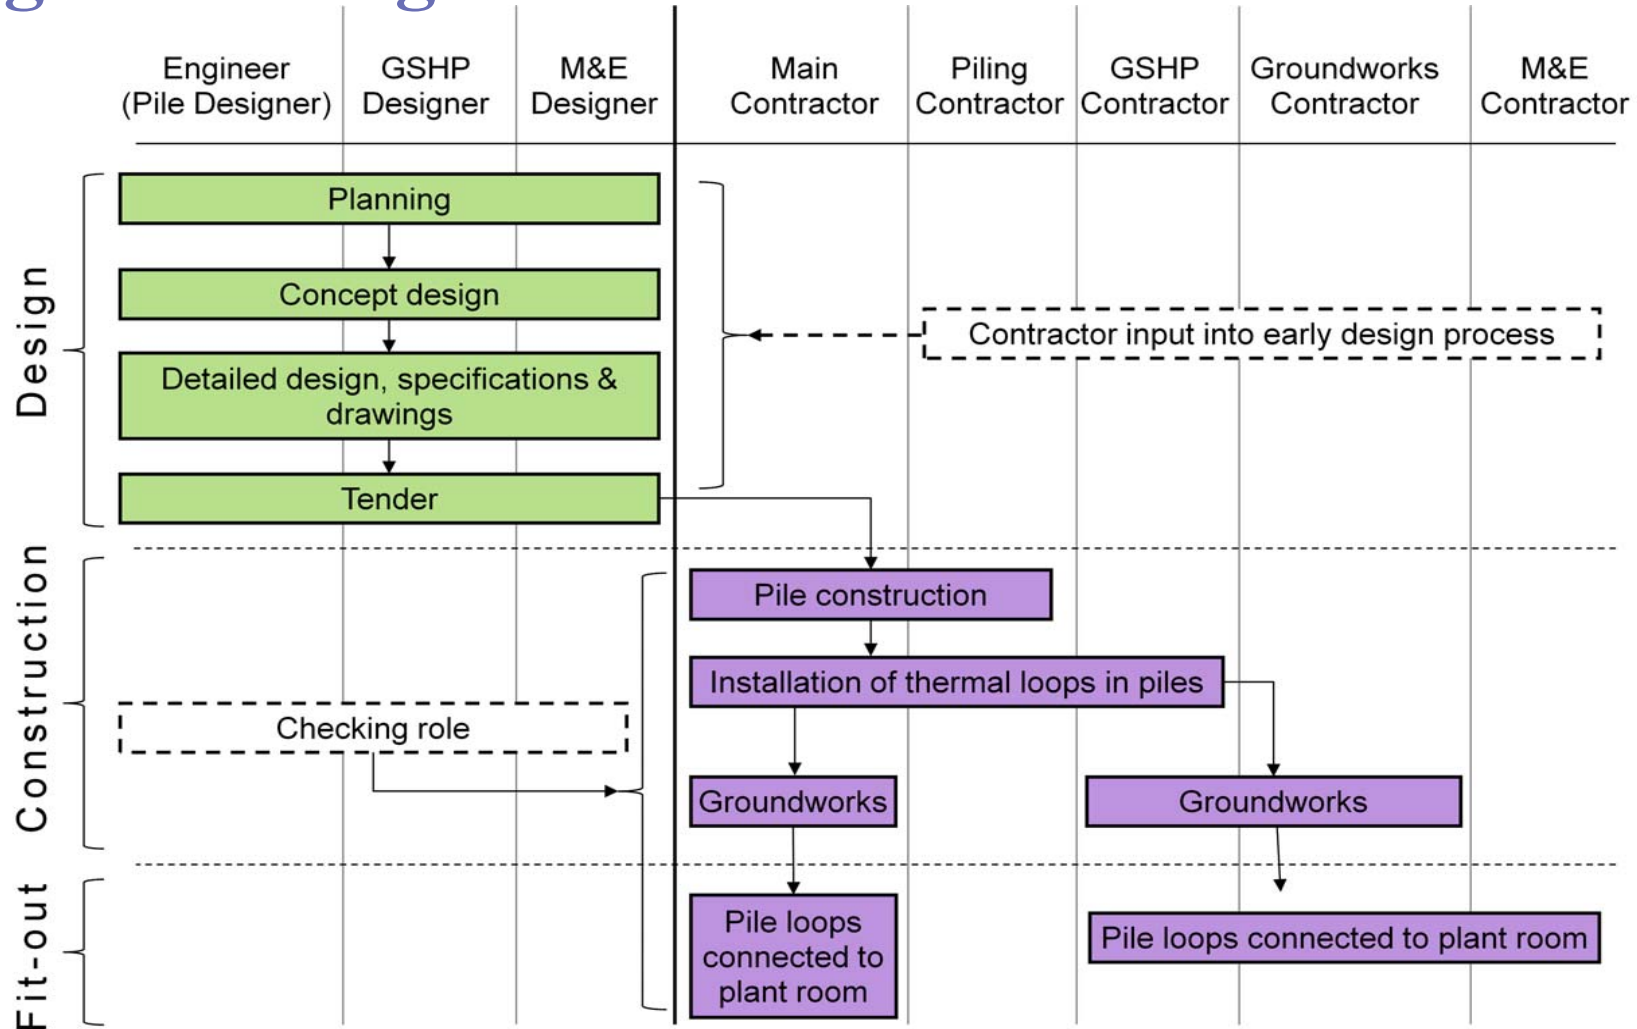 Engineer
(Pile Designer)
GSHP
Designer
M&E
Designer
Main
Contractor
Piling
Contractor
GSHP
Contractor
Groundworks
Contractor
M&E
Contractor
Design
Planning
Concept design
Detailed design, specifications &
drawings
Tender
Contractor input into early design process
Construction
Pile construction
Installation of thermal loops in piles
Checking role
Groundworks
Groundworks
Fit-out
Pile loops
connected to
plant room
Pile loops connected to plant room